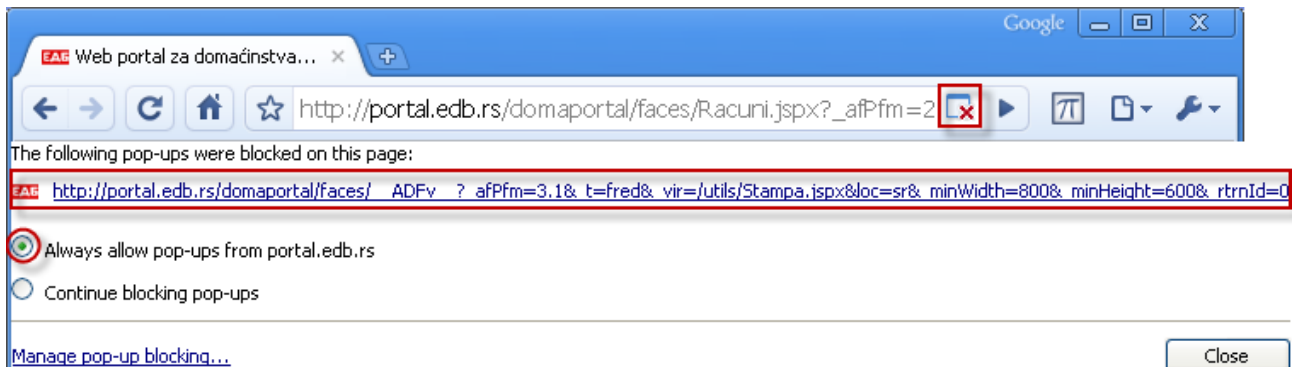 Google
EAG Web portal za domaćinstva...
http://portal.edb.rs/domaportal/faces/Racuni.jspx?_afPfm=2
The following pop-ups were blocked on this page:
EAG http://portal.edb.rs/domaportal/faces/__ADFv__?_afPfm=3.1&_t=fred&_vir=/utils/Stampa.jspx&loc=sr&_minWidth=800&_minHeight=600&_rtrnId=0
Always allow pop-ups from portal.edb.rs
Continue blocking pop-ups
Manage pop-up blocking...
Close